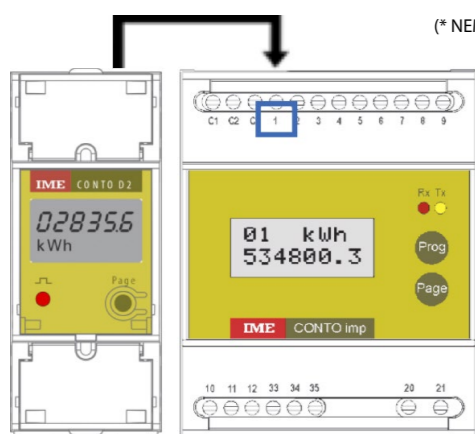 (* NEM
C1 C2 C 1 2 3 4 5 6 7 8 9
IME CONTO D2
02835.6
kWh
Page
Rx Tx
01 kWh
534800.3
Prog
Page
IME CONTO imp
10 11 12 33 34 35 20 21